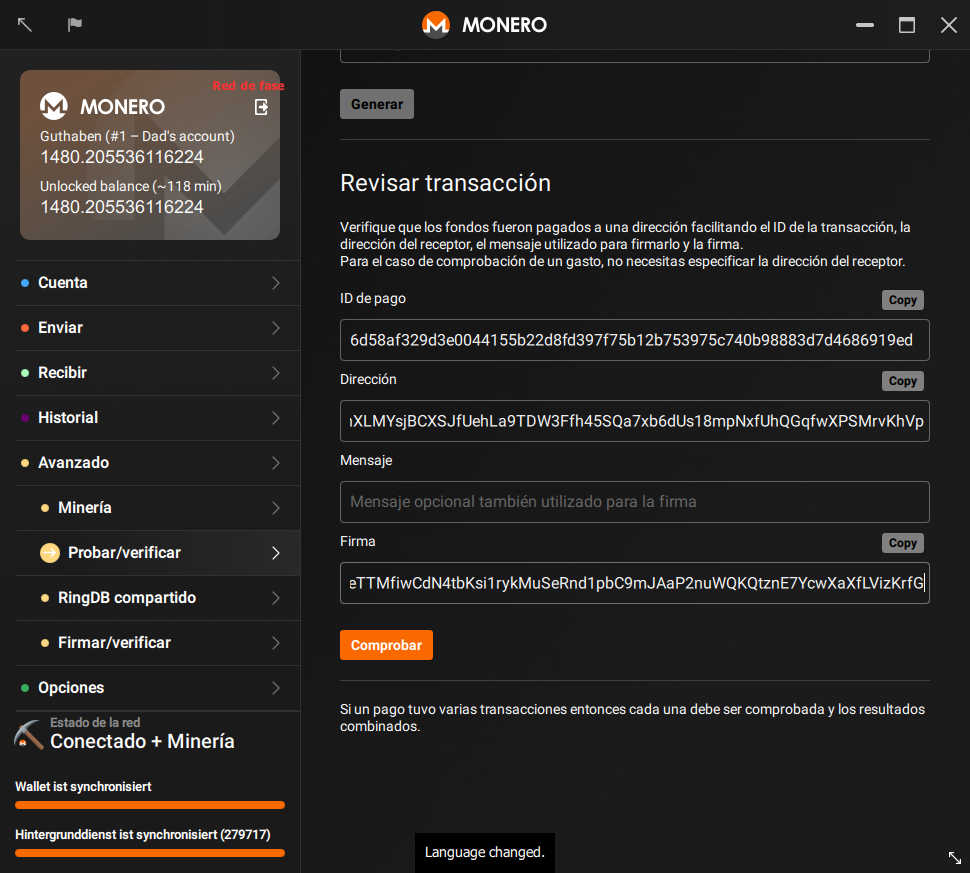 MONERO
Red de fase
MONERO
Guthaben (#1 – Dad's account)
1480.205536116224
Unlocked balance (~118 min)
1480.205536116224
Cuenta
Enviar
Recibir
Historial
Avanzado
Minería
Probar/verificar
RingDB compartido
Firmar/verificar
Opciones
Estado de la red
Conectado + Minería
Wallet ist synchronisiert
Hintergrunddienst ist synchronisiert (279717)
Generar
Revisar transacción
Verifique que los fondos fueron pagados a una dirección facilitando el ID de la transacción, la
dirección del receptor, el mensaje utilizado para firmarlo y la firma.
Para el caso de comprobación de un gasto, no necesitas especificar la dirección del receptor.
ID de pago
Copy
6d58af329d3e0044155b22d8fd397f75b12b753975c740b98883d7d4686919ed
Dirección
Copy
XLMYsjBCXSJfUehLa9TDW3Ffh45SQa7xb6dUs18mpNxfUhQGqfwXPSMrvKhVp
Mensaje
Mensaje opcional también utilizado para la firma
Firma
Copy
eTTMfiwCdN4tbKsi1rykMuSeRnd1pbC9mJAaP2nuWQKQtznE7YcwXaXfLVizKrfG
Comprobar
Si un pago tuvo varias transacciones entonces cada una debe ser comprobada y los resultados
combinados.
Language changed.